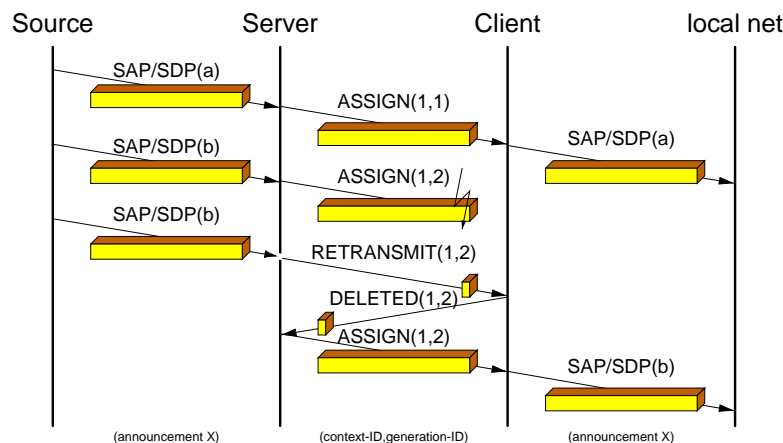 Source Server Client local net
SAP/SDP(a)
ASSIGN(1,1)
SAP/SDP(a)
SAP/SDP(b)
ASSIGN(1,2)
SAP/SDP(b)
RETRANSMIT(1,2)
DELETED(1,2)
ASSIGN(1,2)
SAP/SDP(b)
(announcement X) (context-ID,generation-ID) (announcement X)